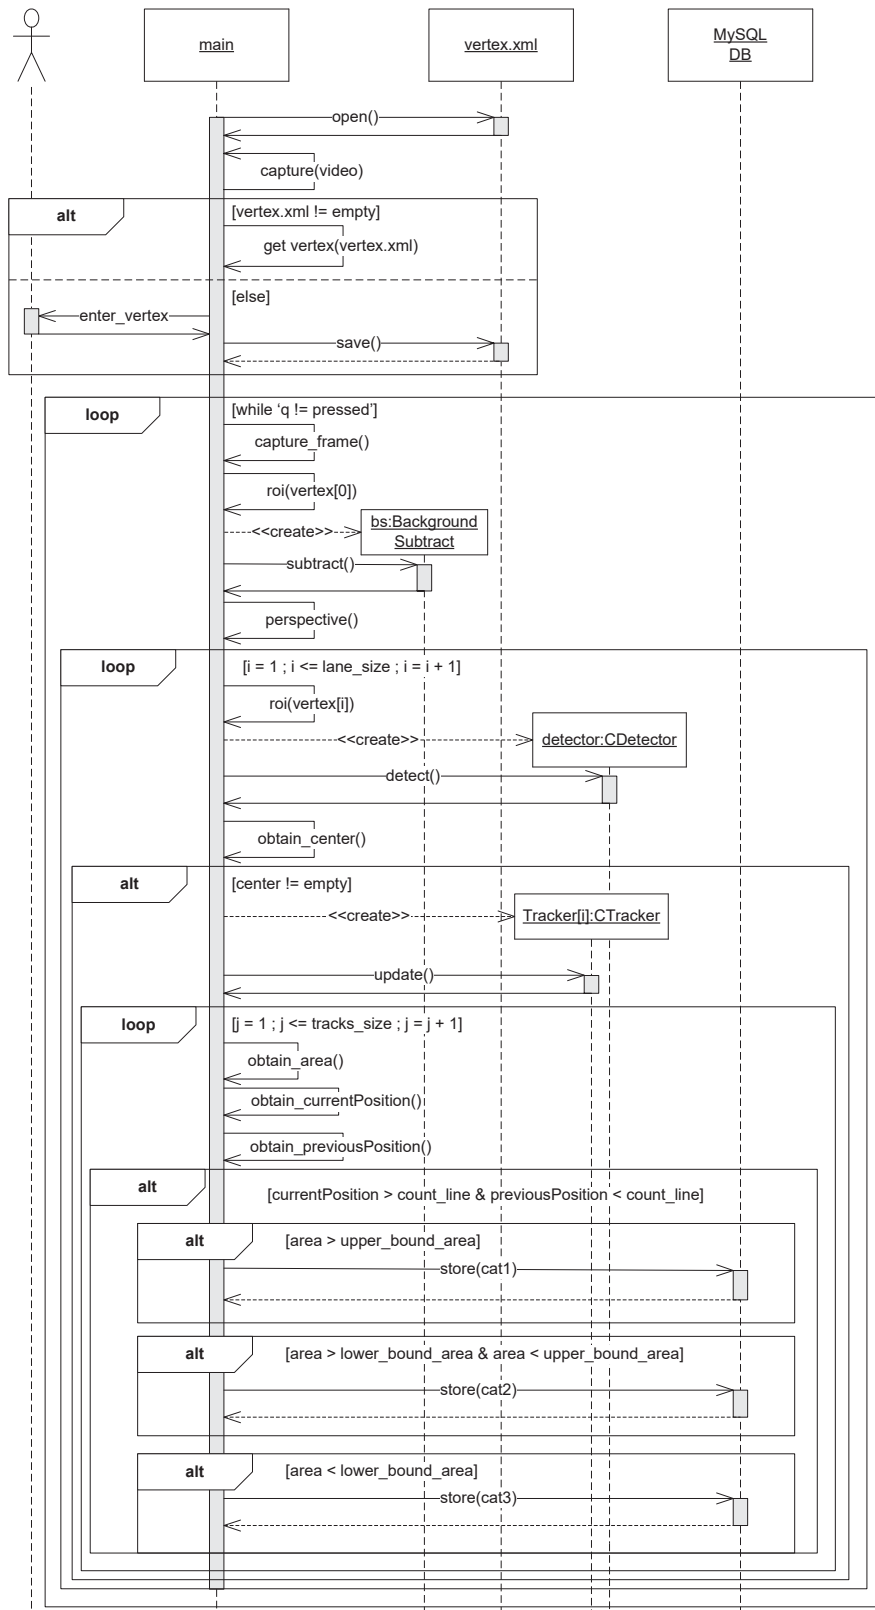 main
vertex.xml
MySQL
DB
open()
capture(video)
alt
[vertex.xml != empty]
get vertex(vertex.xml)
[else]
enter_vertex
save()
loop
[while ‘q != pressed’]
capture_frame()
roi(vertex[0])
<<create>>
bs:Background
Subtract
subtract()
perspective()
loop
[i = 1 ; i <= lane_size ; i = i + 1]
roi(vertex[i])
<<create>>
detector:CDetector
detect()
obtain_center()
alt
[center != empty]
<<create>>
Tracker[i]:CTracker
update()
loop
[j = 1 ; j <= tracks_size ; j = j + 1]
obtain_area()
obtain_currentPosition()
obtain_previousPosition()
alt
[currentPosition > count_line & previousPosition < count_line]
alt
[area > upper_bound_area]
store(cat1)
alt
[area > lower_bound_area & area < upper_bound_area]
store(cat2)
alt
[area < lower_bound_area]
store(cat3)